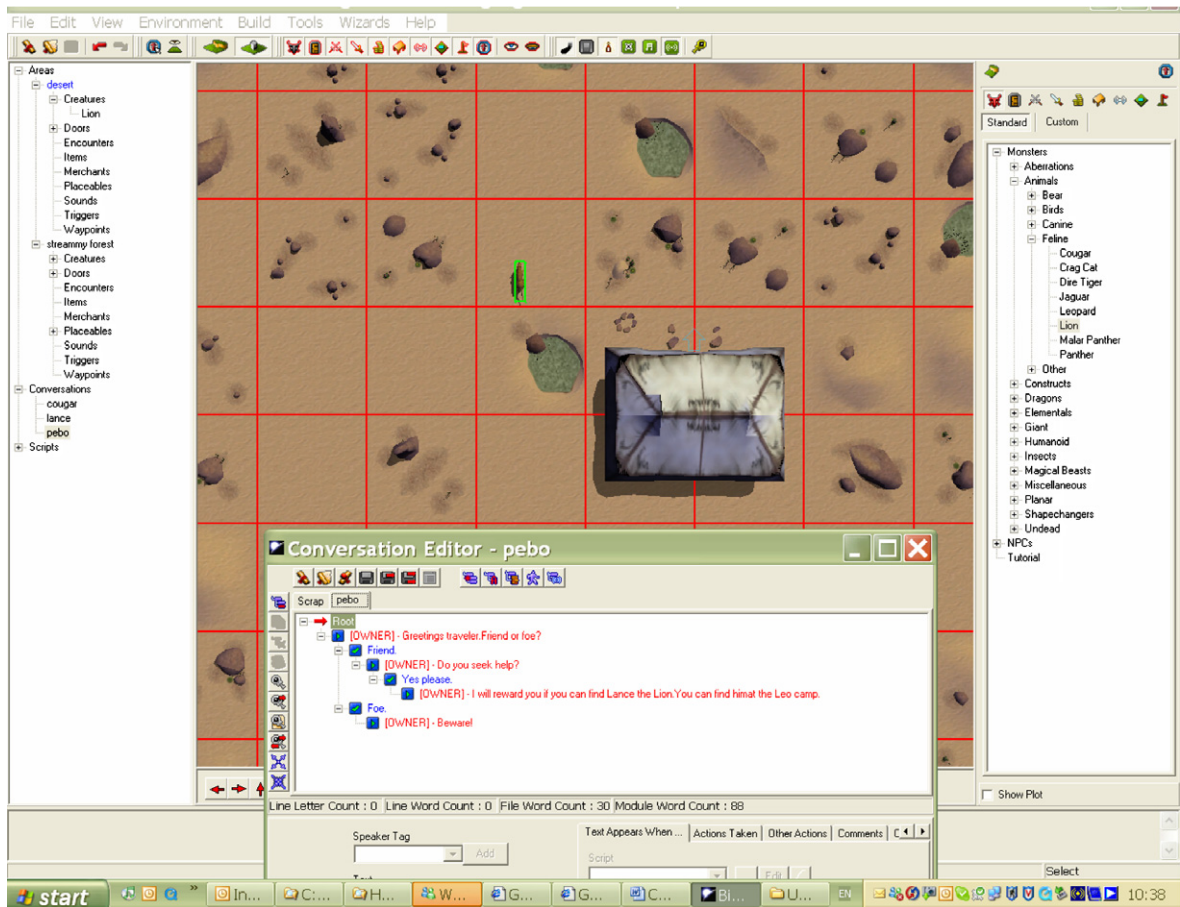 File Edit View Environment Build Tools Wizards Help
Areas
desert
Creatures
Lion
Doors
Encounters
Items
Merchants
Placeables
Sounds
Triggers
Waypoints
streammy forest
Creatures
Doors
Encounters
Items
Merchants
Placeables
Sounds
Triggers
Waypoints
Conversations
cougar
lance
pebo
Scripts
Standard Custom
Monsters
Aberrations
Animals
Bear
Birds
Canine
Feline
Cougar
Crag Cat
Dire Tiger
Jaguar
Leopard
Lion
Malar Panther
Panther
Other
Constructs
Dragons
Elementals
Giant
Humanoid
Insects
Magical Beasts
Miscellaneous
Planar
Shapechangers
Undead
NPCs
Tutorial
Show Plot
Conversation Editor - pebo
Scrap pebo
Root
[OWNER] - Greetings traveler.Friend or foe?
Friend.
[OWNER] - Do you seek help?
Yes please.
[OWNER] - I will reward you if you can find Lance the Lion.You can find himat the Leo camp.
Foe.
[OWNER] - Beware!
Line Letter Count : 0 Line Word Count : 0 File Word Count : 30 Module Word Count : 88
Speaker Tag
Add
Text Appears When ... Actions Taken Other Actions Comments
Script
Edit
Select
start In... C:... H... W... G... G... C... Bi... U... EN 10:38